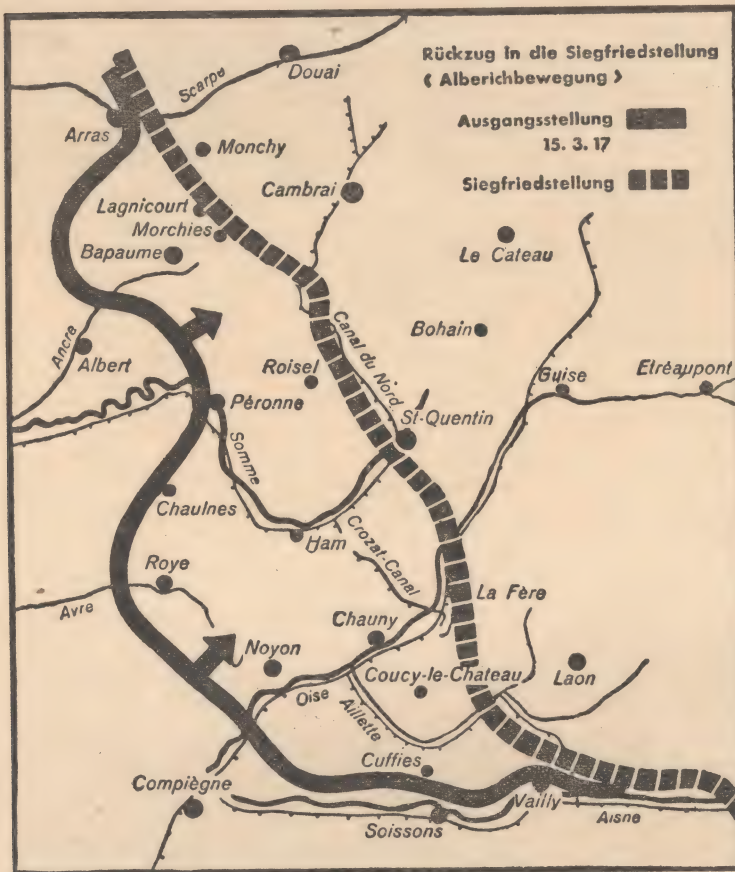 Rückzug in die Siegfriedstellung
( Alberichbewegung )
Ausgangsstellung
15. 3. 17
Siegfriedstellung
Scarpe
Douai
Arras
Monchy
Cambrai
Lagnicourt
Morchies
Bapaume
Le Cateau
Ancre
Albert
Bohain
Roisel
Canal du Nord
Guise
Etréaupont
Péronne
St-Quentin
Somme
Chaulnes
Ham
Crozat-Canal
Roye
Avre
La Fère
Chauny
Noyon
Coucy-le-Chateau
Laon
Oise
Ailette
Cuffies
Compiègne
Vailly
Soissons
Aisne